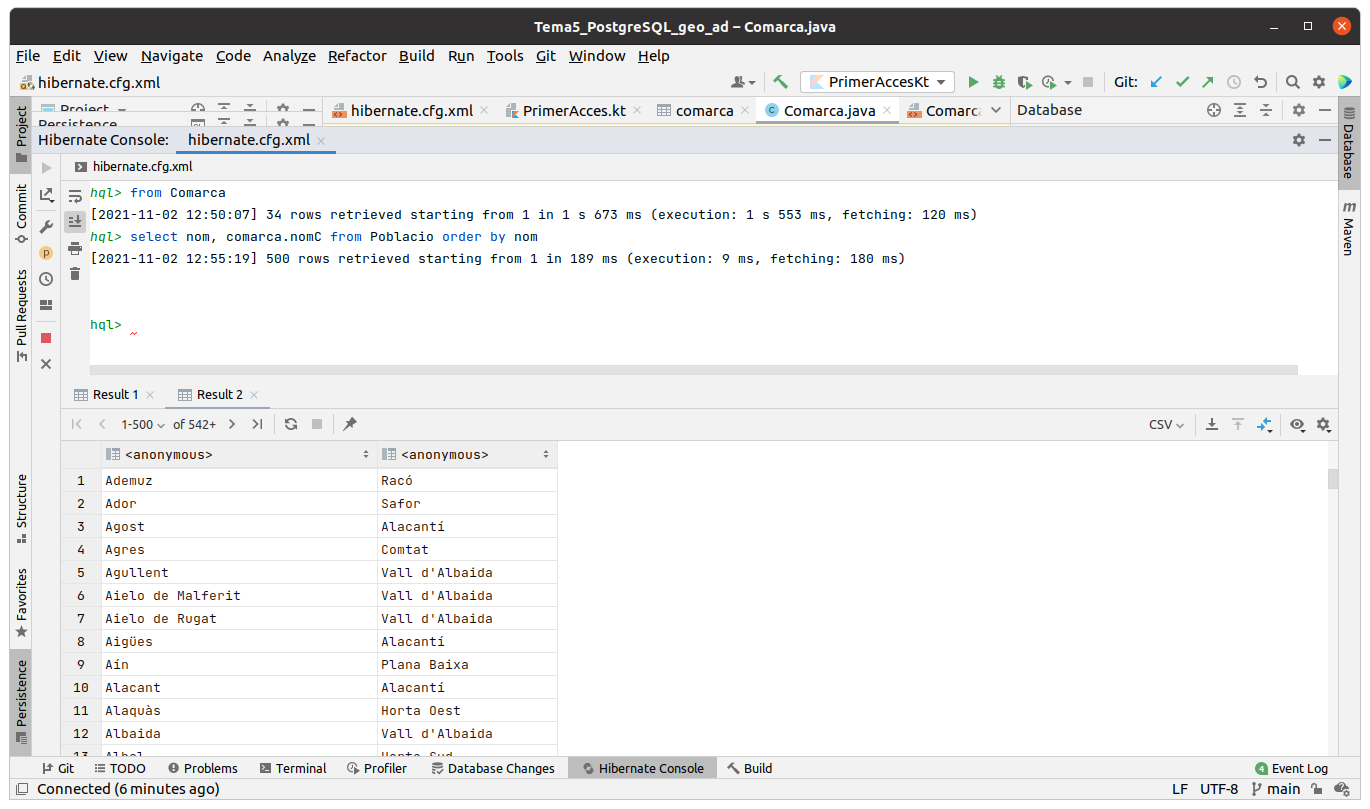 Tema5_PostgreSQL_geo_ad – Comarca.java
File Edit View Navigate Code Analyze Refactor Build Run Tools Git Window Help
hibernate.cfg.xml
PrimerAccesKt
Git:
Project
Persistence
hibernate.cfg.xml
PrimerAcces.kt
comarca
Comarca.java
Comarc
Database
Hibernate Console: hibernate.cfg.xml
hibernate.cfg.xml
hql> from Comarca
[2021-11-02 12:50:07] 34 rows retrieved starting from 1 in 1 s 673 ms (execution: 1 s 553 ms, fetching: 120 ms)
hql> select nom, comarca.nomC from Poblacio order by nom
[2021-11-02 12:55:19] 500 rows retrieved starting from 1 in 189 ms (execution: 9 ms, fetching: 180 ms)
hql>
Project
Commit
Pull Requests
Structure
Favorites
Persistence
Database
m Maven
Result 1
Result 2
1-500 of 542+
CSV
<anonymous> <anonymous>
1 Ademuz Racó
2 Ador Safor
3 Agost Alacantí
4 Agres Comtat
5 Agullent Vall d'Albaida
6 Aielo de Malferit Vall d'Albaida
7 Aielo de Rugat Vall d'Albaida
8 Aigües Alacantí
9 Aín Plana Baixa
10 Alacant Alacantí
11 Alaquàs Horta Oest
12 Albaida Vall d'Albaida
13 Albal Horta Sud
Git TODO Problems Terminal Profiler Database Changes Hibernate Console Build
4 Event Log
Connected (6 minutes ago)
LF UTF-8 main